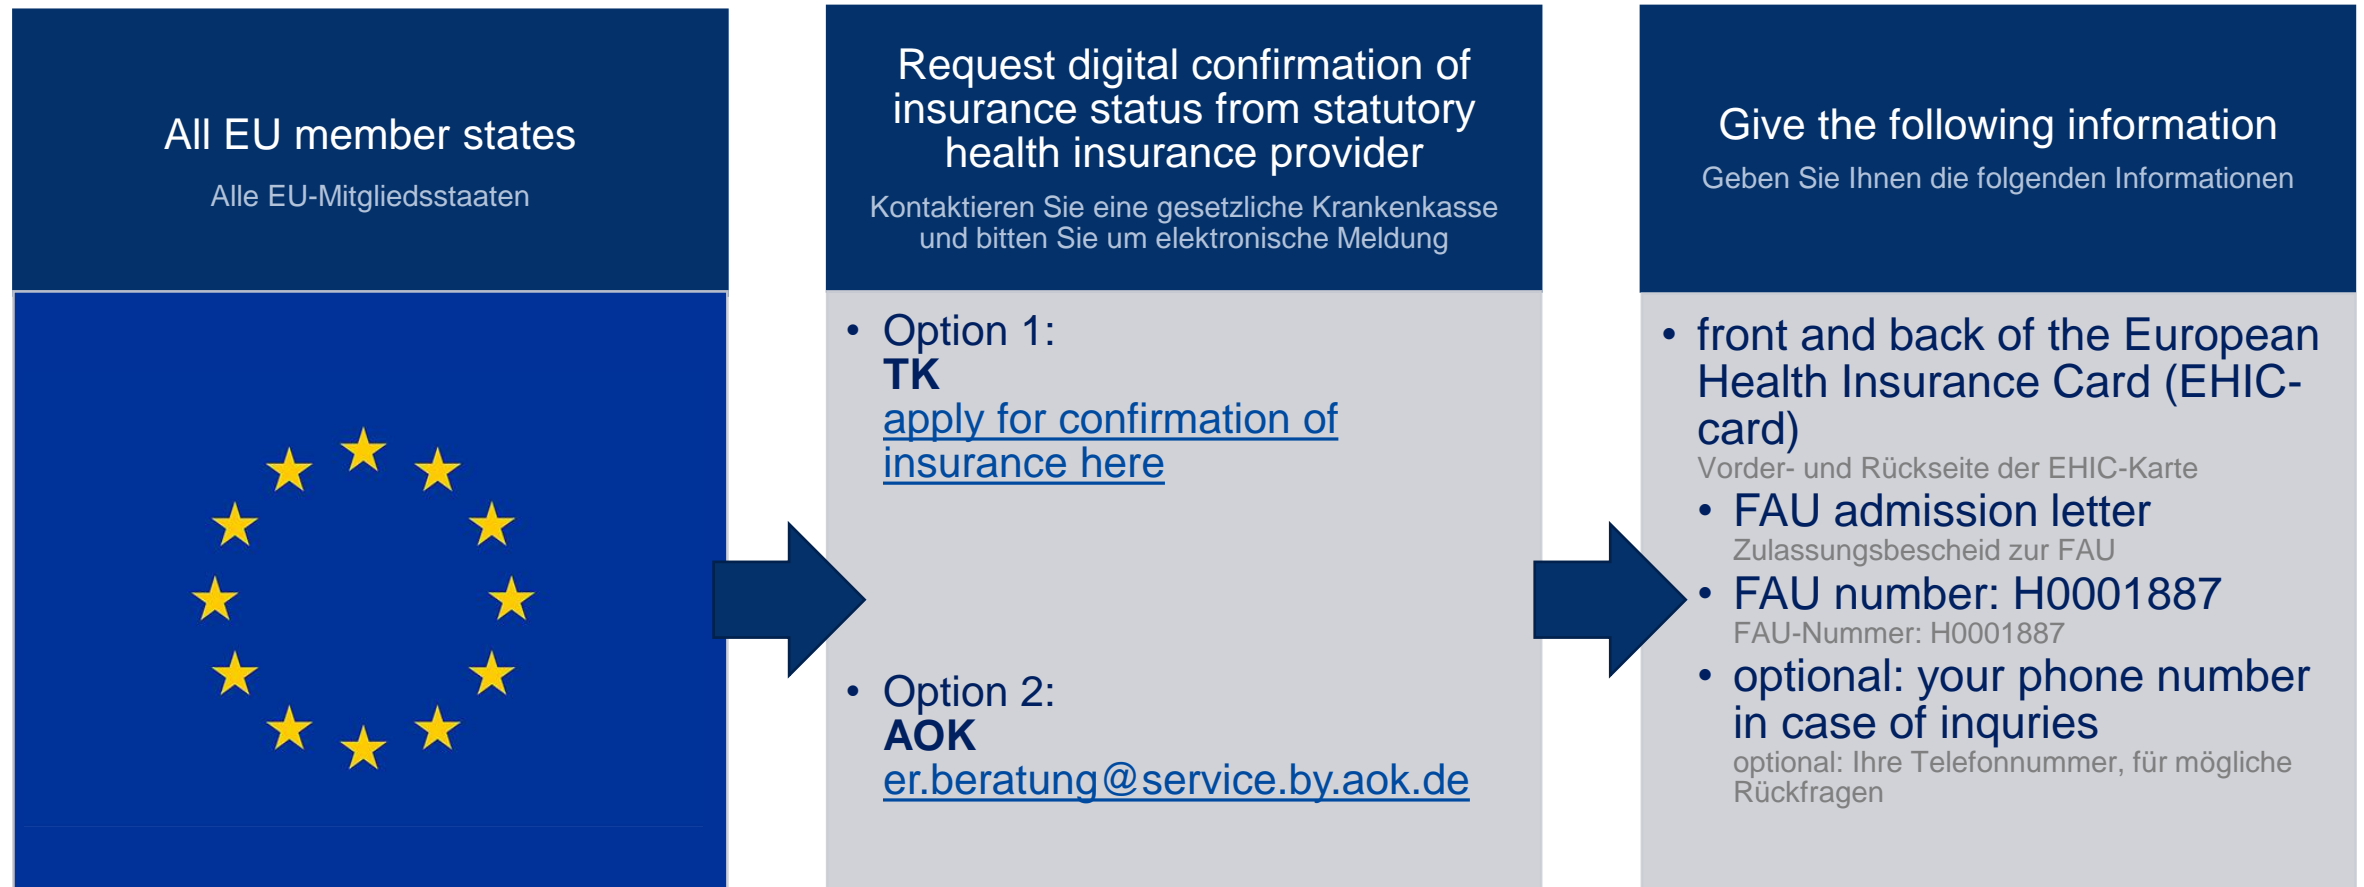 All EU member states
Alle EU-Mitgliedsstaaten
Request digital confirmation of
insurance status from statutory
health insurance provider
Kontaktieren Sie eine gesetzliche Krankenkasse
und bitten Sie um elektronische Meldung
• Option 1:
TK
apply for confirmation of
insurance here
• Option 2:
AOK
er.beratung@service.by.aok.de
Give the following information
Geben Sie Ihnen die folgenden Informationen
• front and back of the European
Health Insurance Card (EHIC-
card)
Vorder- und Rückseite der EHIC-Karte
• FAU admission letter
Zulassungsbescheid zur FAU
• FAU number: H0001887
FAU-Nummer: H0001887
• optional: your phone number
in case of inquries
optional: Ihre Telefonnummer, für mögliche
Rückfragen